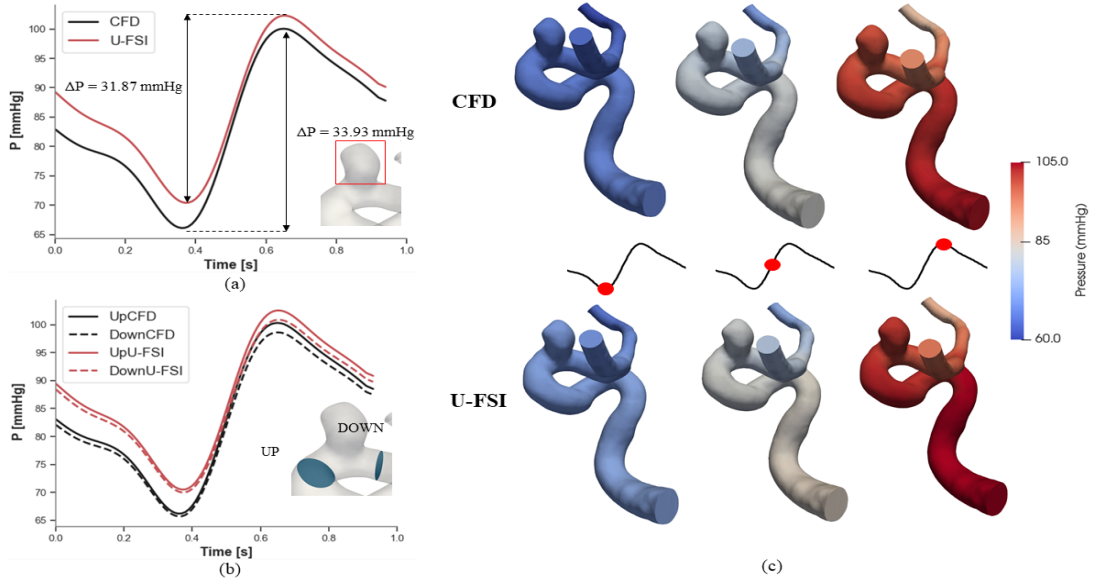 CFD
U-FSI
ΔP = 31.87 mmHg
ΔP = 33.93 mmHg
P [mmHg]
100
95
90
85
80
75
70
65
0.0 0.2 0.4 0.6 0.8 1.0
Time [s]
(a)
UpCFD
DownCFD
UpU-FSI
DownU-FSI
UP
DOWN
P [mmHg]
100
95
90
85
80
75
70
65
0.0 0.2 0.4 0.6 0.8 1.0
Time [s]
(b)
CFD
U-FSI
105.0
85
60.0
Pressure (mmHg)
(c)